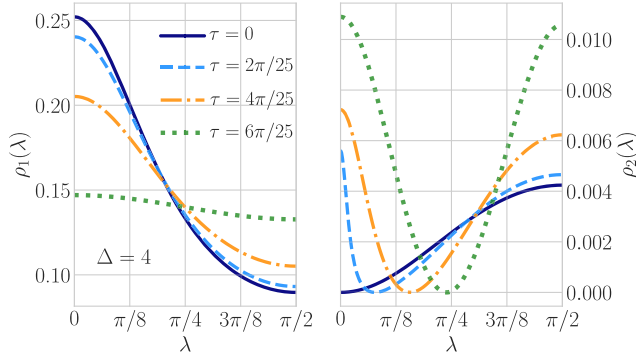 0.25
0.20
0.15
0.10
ρ₁(λ)
τ = 0
τ = 2π/25
τ = 4π/25
τ = 6π/25
Δ = 4
0 π/8 π/4 3π/8 π/2
λ
0.010
0.008
0.006
0.004
0.002
0.000
ρ₂(λ)
0 π/8 π/4 3π/8 π/2
λ